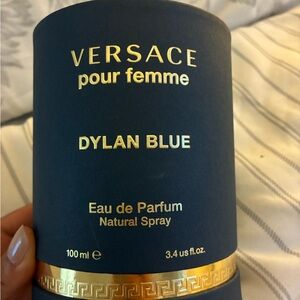 VERSACE
pour femme
DYLAN BLUE
Eau de Parfum
Natural Spray
100 ml ℮ 3.4 us fl.oz.